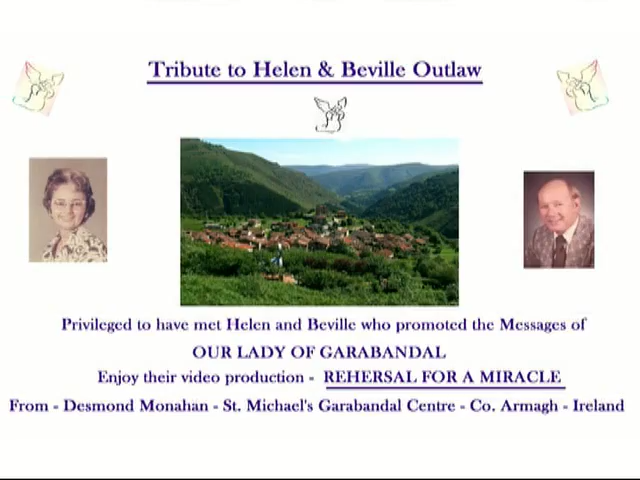 Tribute to Helen & Beville Outlaw
Privileged to have met Helen and Beville who promoted the Messages of
OUR LADY OF GARABANDAL
Enjoy their video production - REHERSAL FOR A MIRACLE
From - Desmond Monahan - St. Michael's Garabandal Centre - Co. Armagh - Ireland